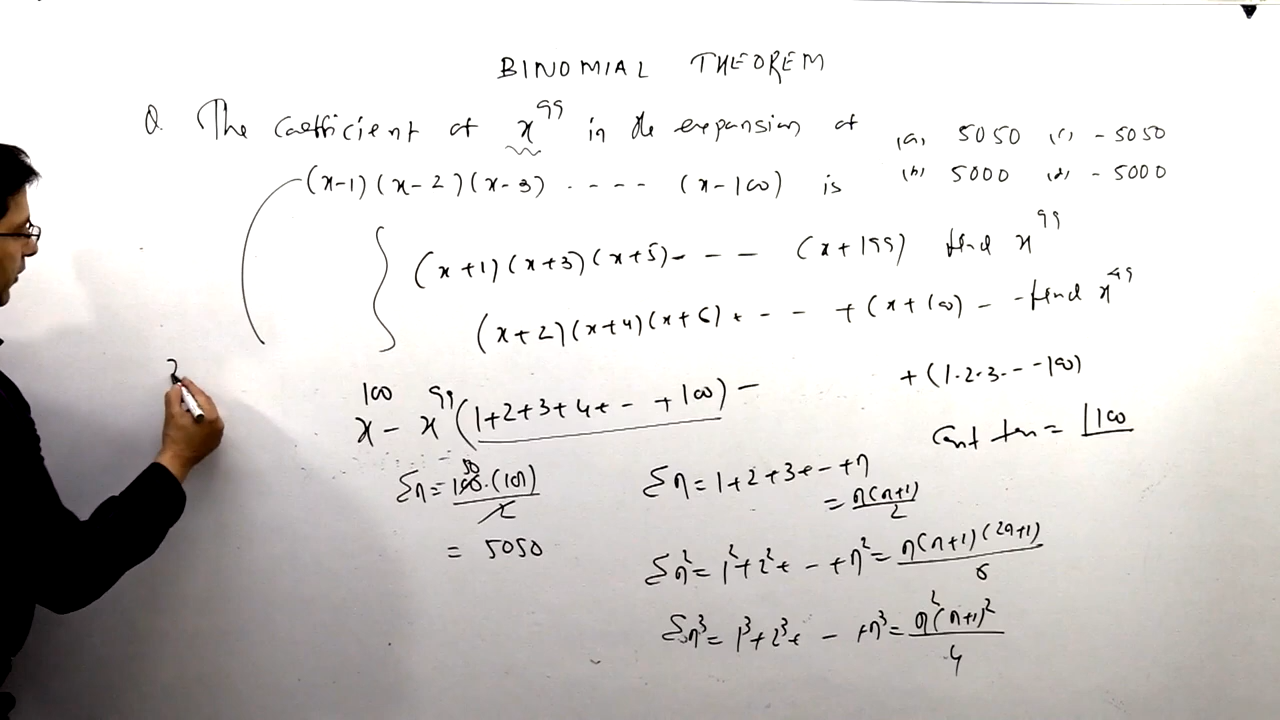 BINOMIAL THEOREM
Q. The Coefficient of x^99 in the expansion of
(x-1)(x-2)(x-3) ---- (x-100) is
(a) 5050 (c) -5050
(b) 5000 (d) -5000
(x+1)(x+3)(x+5)- -- (x+199) find x^99
(x+2)(x+4)(x+6) + -- + (x+100) -- find x^49
x^100 - x^99 (1+2+3+4+- +100) -
+(1·2·3---100)
Σn = 100·(101)/2 50
= 5050
Const ten = ⌊100
Σn = 1+2+3+-+n
= n(n+1)/2
Σn² = 1²+2²+ - +n² = n(n+1)(2n+1)/6
Σn³ = 1³+2³+ - +n³ = n²(n+1)²/4